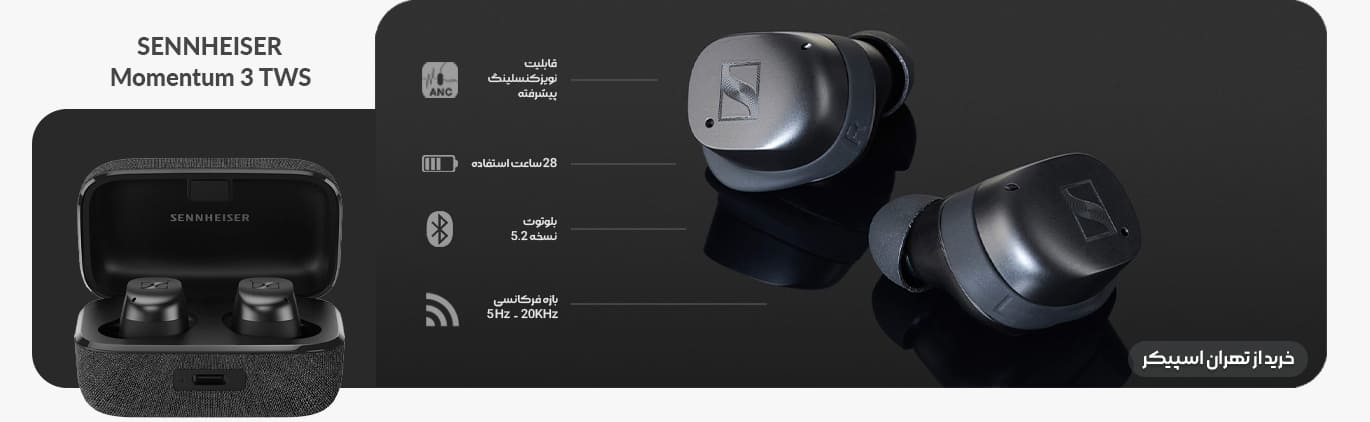 SENNHEISER
Momentum 3 TWS
SENNHEISER
قابلیت
نویزکنسلینگ
پیشرفته
ANC
28 ساعت استفاده
بلوتوث
نسخه 5.2
بازه فرکانسی
5Hz - 20KHz
R
L
خرید از تهران اسپیکر